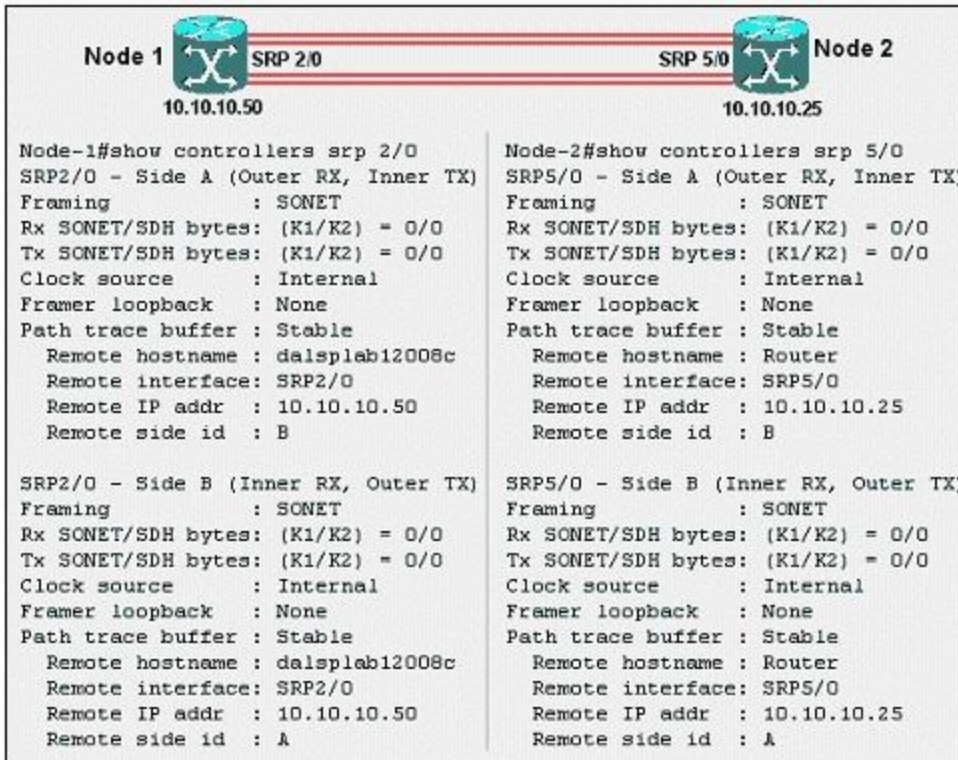 Node 1
SRP 2/0
SRP 5/0
Node 2
10.10.10.50
10.10.10.25
Node-1#show controllers srp 2/0
SRP2/0 - Side A (Outer RX, Inner TX)
Framing : SONET
Rx SONET/SDH bytes: (K1/K2) = 0/0
Tx SONET/SDH bytes: (K1/K2) = 0/0
Clock source : Internal
Framer loopback : None
Path trace buffer : Stable
Remote hostname : dalsplab12008c
Remote interface: SRP2/0
Remote IP addr : 10.10.10.50
Remote side id : B
SRP2/0 - Side B (Inner RX, Outer TX)
Framing : SONET
Rx SONET/SDH bytes: (K1/K2) = 0/0
Tx SONET/SDH bytes: (K1/K2) = 0/0
Clock source : Internal
Framer loopback : None
Path trace buffer : Stable
Remote hostname : dalsplab12008c
Remote interface: SRP2/0
Remote IP addr : 10.10.10.50
Remote side id : A
Node-2#show controllers srp 5/0
SRP5/0 - Side A (Outer RX, Inner TX)
Framing : SONET
Rx SONET/SDH bytes: (K1/K2) = 0/0
Tx SONET/SDH bytes: (K1/K2) = 0/0
Clock source : Internal
Framer loopback : None
Path trace buffer : Stable
Remote hostname : Router
Remote interface: SRP5/0
Remote IP addr : 10.10.10.25
Remote side id : B
SRP5/0 - Side B (Inner RX, Outer TX)
Framing : SONET
Rx SONET/SDH bytes: (K1/K2) = 0/0
Tx SONET/SDH bytes: (K1/K2) = 0/0
Clock source : Internal
Framer loopback : None
Path trace buffer : Stable
Remote hostname : Router
Remote interface: SRP5/0
Remote IP addr : 10.10.10.25
Remote side id : A